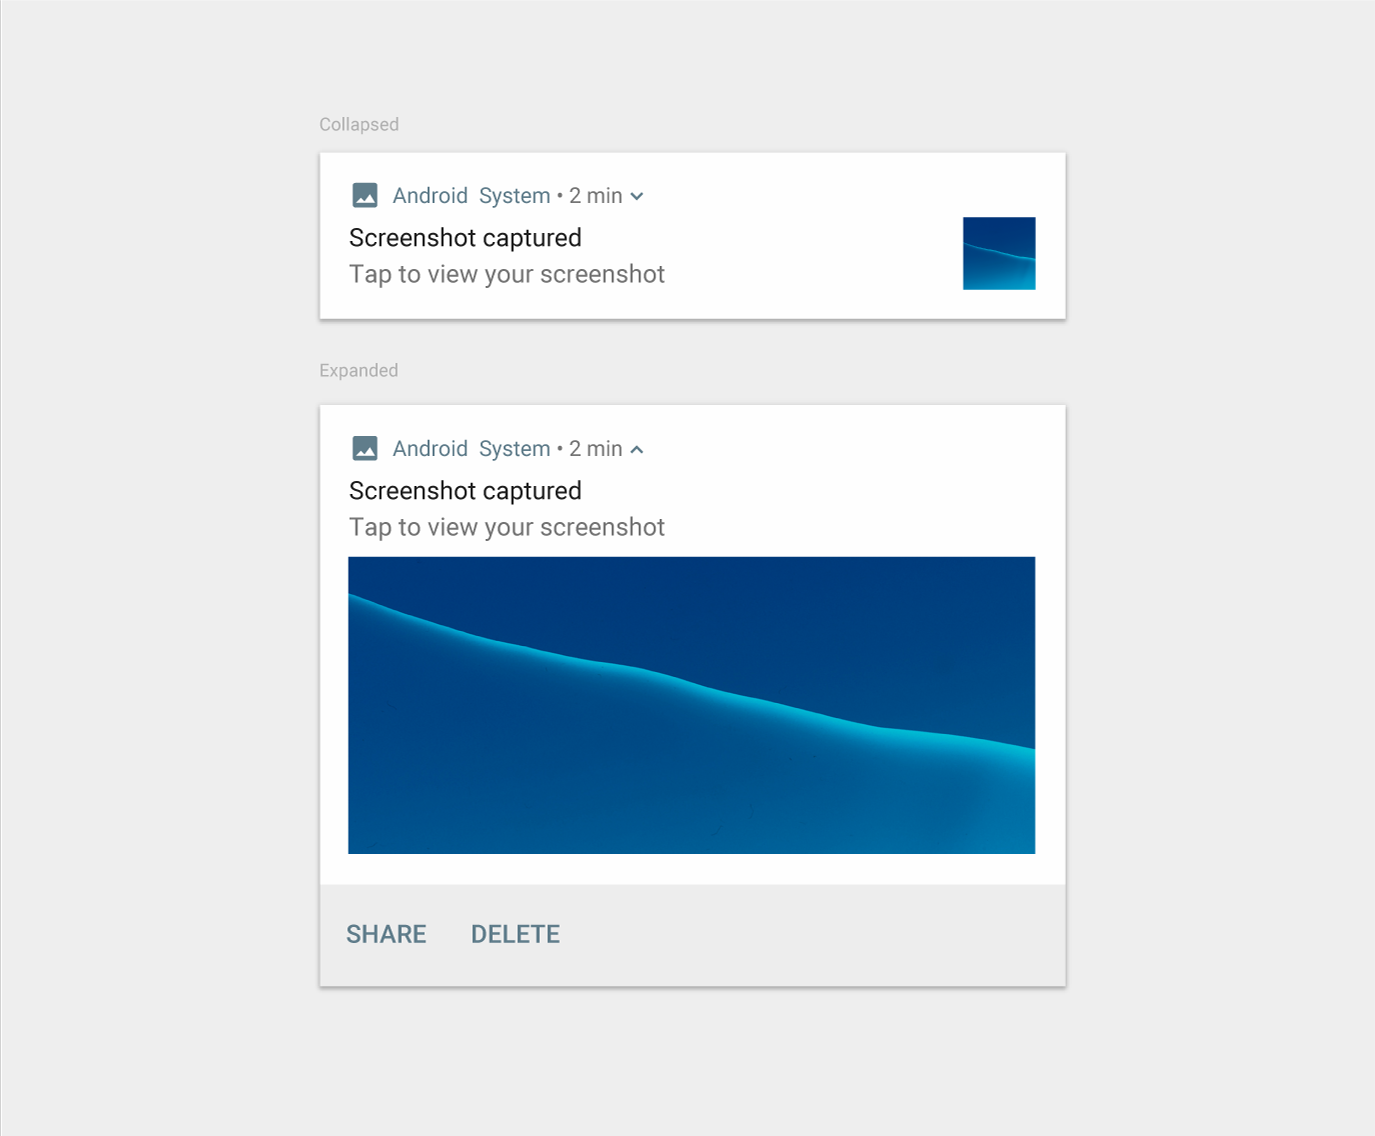 Collapsed
Android System • 2 min
Screenshot captured
Tap to view your screenshot
Expanded
Android System • 2 min
Screenshot captured
Tap to view your screenshot
SHARE DELETE